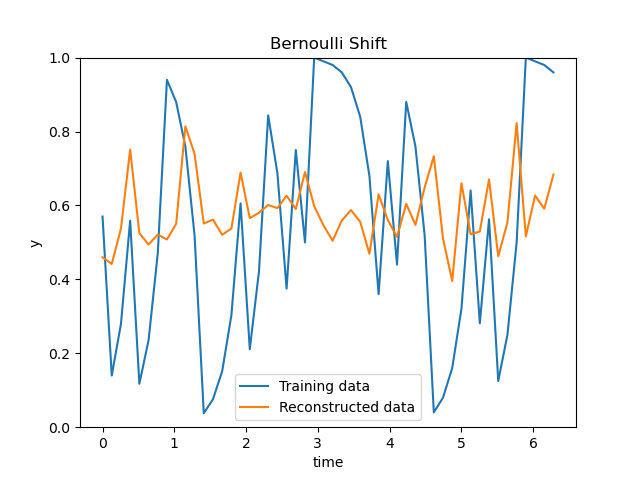 Bernoulli Shift
1.0
0.8
0.6
0.4
0.2
0.0
y
Training data
Reconstructed data
0 1 2 3 4 5 6
time